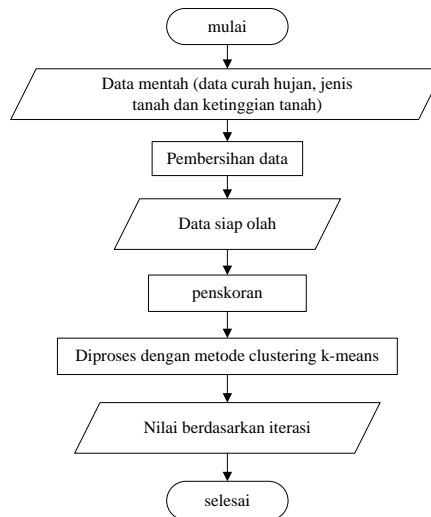 mulai
Data mentah (data curah hujan, jenis
tanah dan ketinggian tanah)
Pembersihan data
Data siap olah
penskoran
Diproses dengan metode clustering k-means
Nilai berdasarkan iterasi
selesai